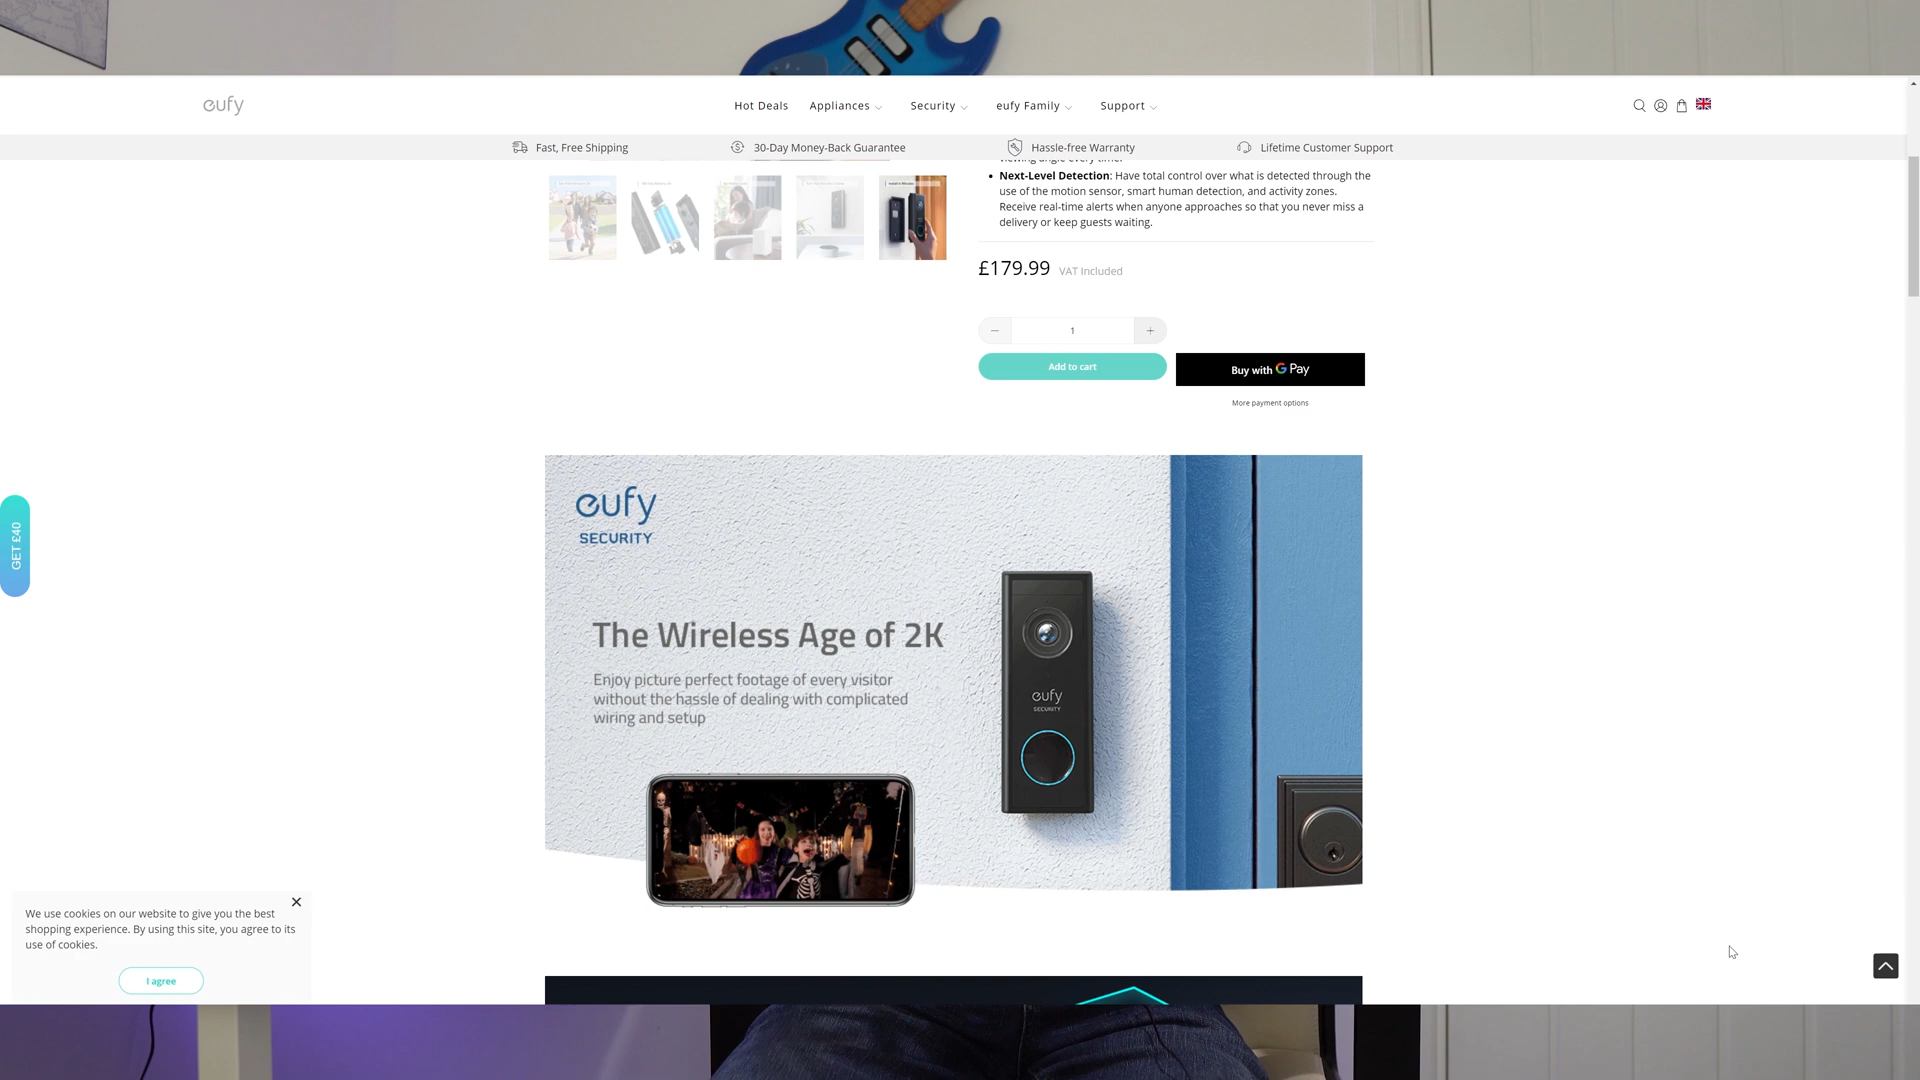 eufy
Hot Deals
Appliances
Security
eufy Family
Support
Fast, Free Shipping
30-Day Money-Back Guarantee
Hassle-free Warranty
Lifetime Customer Support
viewing angle every time.
• Next-Level Detection: Have total control over what is detected through the
use of the motion sensor, smart human detection, and activity zones.
Receive real-time alerts when anyone approaches so that you never miss a
delivery or keep guests waiting.
£179.99 VAT Included
− 1 +
Add to cart
Buy with G Pay
More payment options
GET £40
eufy
SECURITY
The Wireless Age of 2K
Enjoy picture perfect footage of every visitor
without the hassle of dealing with complicated
wiring and setup
eufy
SECURITY
We use cookies on our website to give you the best
shopping experience. By using this site, you agree to its
use of cookies.
I agree